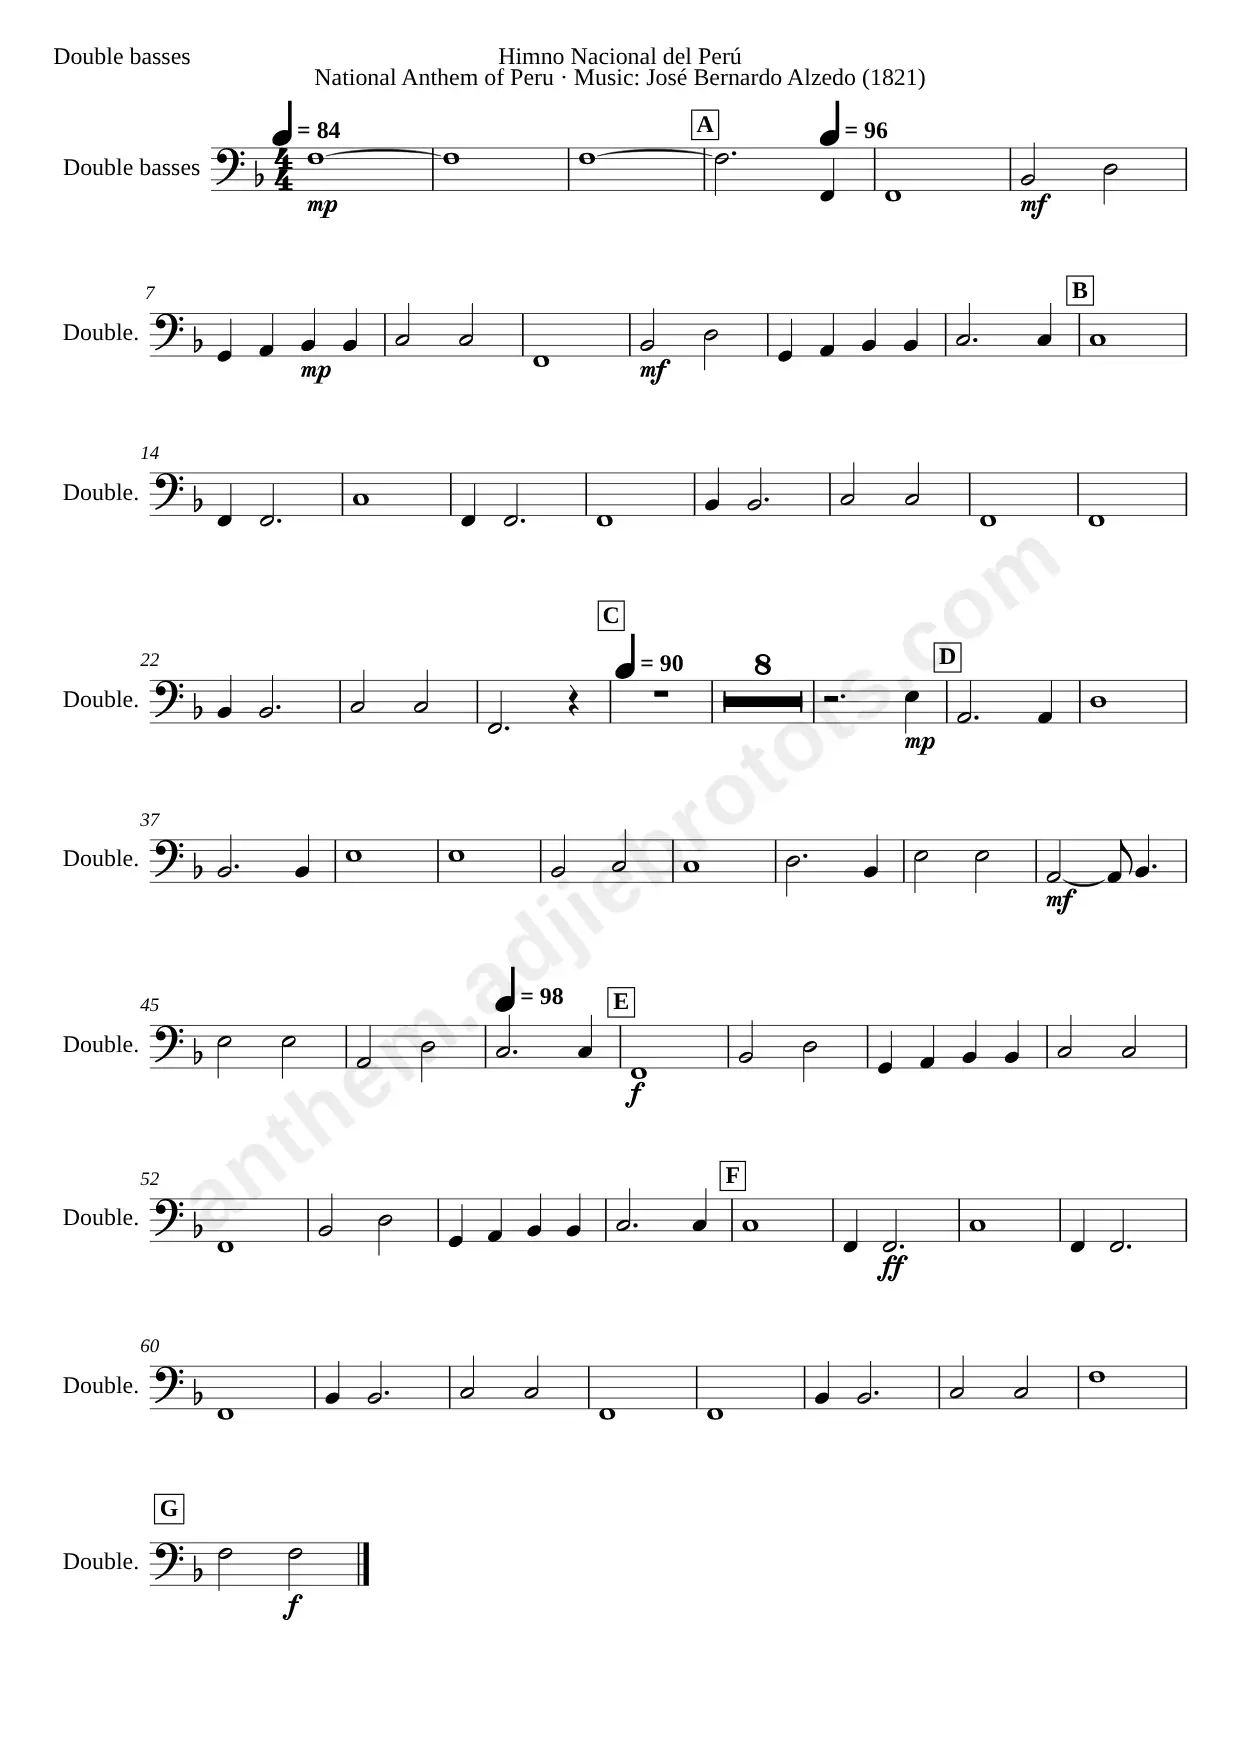 Double basses
Himno Nacional del Perú
National Anthem of Peru · Music: José Bernardo Alzedo (1821)
= 84
A
= 96
Double basses
4
4
mp
mf
7
B
Double.
mp
mf
14
Double.
C
22
= 90
8
D
Double.
mp
37
Double.
mf
45
= 98
E
Double.
f
52
F
Double.
ff
60
Double.
G
Double.
f
anthem.adjiebrotots.com